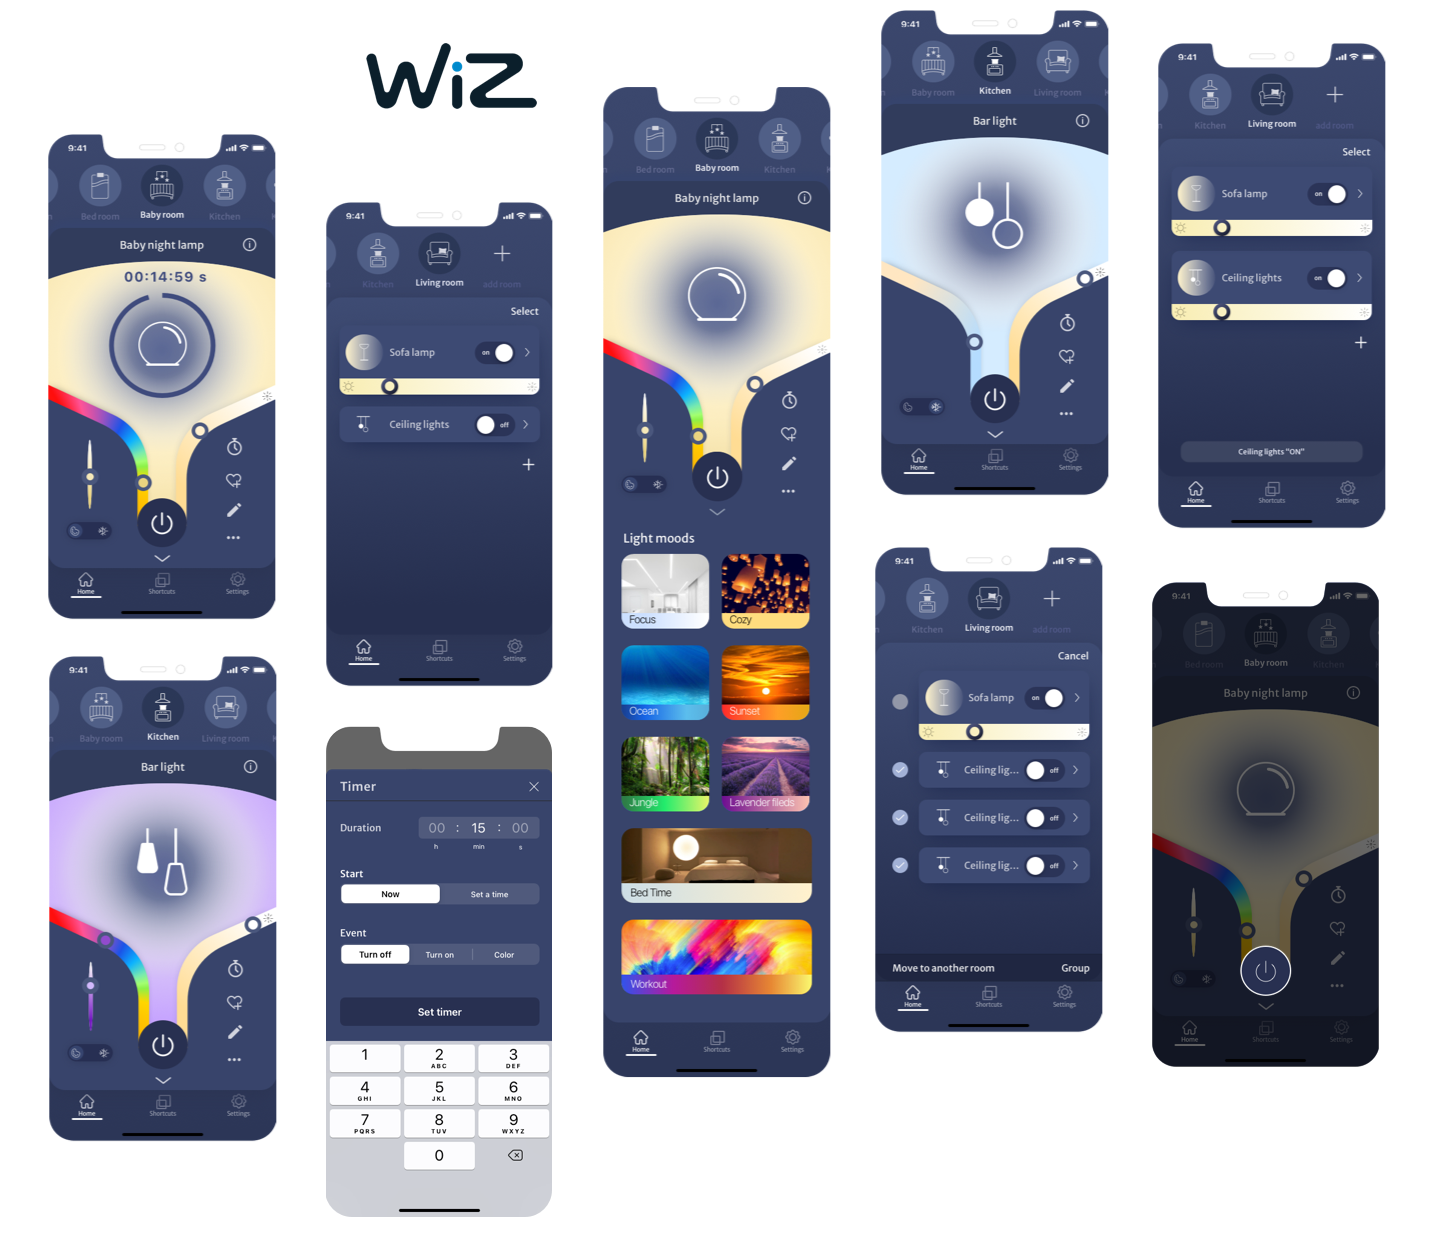 WiZ
9:41
Bed room
Baby room
Kitchen
Baby night lamp
00:14:59 s
Home
Shortcuts
Settings
9:41
Baby room
Kitchen
Living room
Bar light
Home
Shortcuts
Settings
9:41
Kitchen
Living room
add room
Select
Sofa lamp
on
Ceiling lights
off
Home
Shortcuts
Settings
Timer
Duration
00 : 15 : 00
h min s
Start
Now
Set a time
Event
Turn off
Turn on
Color
Set timer
1
2 ABC
3 DEF
4 GHI
5 JKL
6 MNO
7 PQRS
8 TUV
9 WXYZ
0
Bed room
Baby room
Kitchen
Baby night lamp
Light moods
Focus
Cozy
Ocean
Sunset
Jungle
Lavender fileds
Bed Time
Workout
Home
Shortcuts
Settings
9:41
Baby room
Kitchen
Living room
Bar light
Home
Shortcuts
Settings
9:41
Kitchen
Living room
add room
Cancel
Sofa lamp
on
Ceiling lig...
off
Ceiling lig...
off
Ceiling lig...
off
Move to another room
Group
Home
Shortcuts
Settings
9:41
Kitchen
Living room
add room
Select
Sofa lamp
on
Ceiling lights
on
Ceiling lights "ON"
Home
Shortcuts
Settings
9:41
Bed room
Baby room
Kitchen
Baby night lamp
Home
Shortcuts
Settings